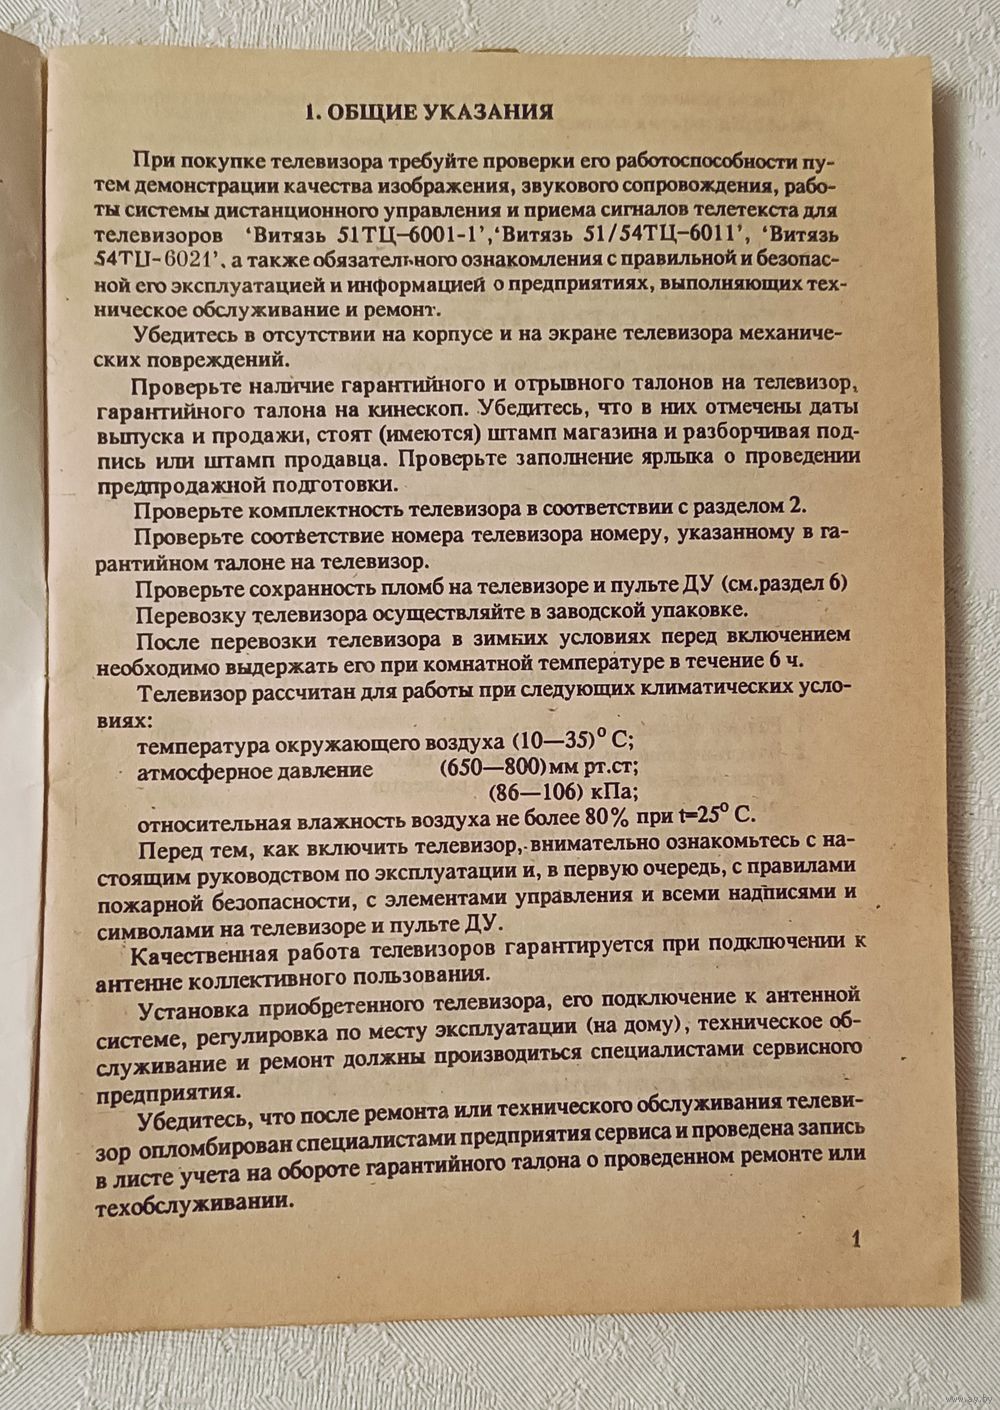 1. ОБЩИЕ УКАЗАНИЯ
При покупке телевизора требуйте проверки его работоспособности пу-
тем демонстрации качества изображения, звукового сопровождения, рабо-
ты системы дистанционного управления и приема сигналов телетекста для
телевизоров ‘Витязь 51ТЦ–6001-1’,‘Витязь 51/54ТЦ–6011’, ‘Витязь
54ТЦ-6021’, а также обязательного ознакомления с правильной и безопас-
ной его эксплуатацией и информацией о предприятиях, выполняющих тех-
ническое обслуживание и ремонт.
Убедитесь в отсутствии на корпусе и на экране телевизора механиче-
ских повреждений.
Проверьте наличие гарантийного и отрывного талонов на телевизор,
гарантийного талона на кинескоп. Убедитесь, что в них отмечены даты
выпуска и продажи, стоят (имеются) штамп магазина и разборчивая под-
пись или штамп продавца. Проверьте заполнение ярлыка о проведении
предпродажной подготовки.
Проверьте комплектность телевизора в соответствии с разделом 2.
Проверьте соответствие номера телевизора номеру, указанному в га-
рантийном талоне на телевизор.
Проверьте сохранность пломб на телевизоре и пульте ДУ (см.раздел 6)
Перевозку телевизора осуществляйте в заводской упаковке.
После перевозки телевизора в зимних условиях перед включением
необходимо выдержать его при комнатной температуре в течение 6 ч.
Телевизор рассчитан для работы при следующих климатических усло-
виях:
температура окружающего воздуха (10—35)° С;
атмосферное давление (650—800)мм рт.ст;
(86—106) кПа;
относительная влажность воздуха не более 80% при t=25° С.
Перед тем, как включить телевизор, внимательно ознакомьтесь с на-
стоящим руководством по эксплуатации и, в первую очередь, с правилами
пожарной безопасности, с элементами управления и всеми надписями и
символами на телевизоре и пульте ДУ.
Качественная работа телевизоров гарантируется при подключении к
антенне коллективного пользования.
Установка приобретенного телевизора, его подключение к антенной
системе, регулировка по месту эксплуатации (на дому), техническое об-
служивание и ремонт должны производиться специалистами сервисного
предприятия.
Убедитесь, что после ремонта или технического обслуживания телеви-
зор опломбирован специалистами предприятия сервиса и проведена запись
в листе учета на обороте гарантийного талона о проведенном ремонте или
техобслуживании.
1
www.ay.by